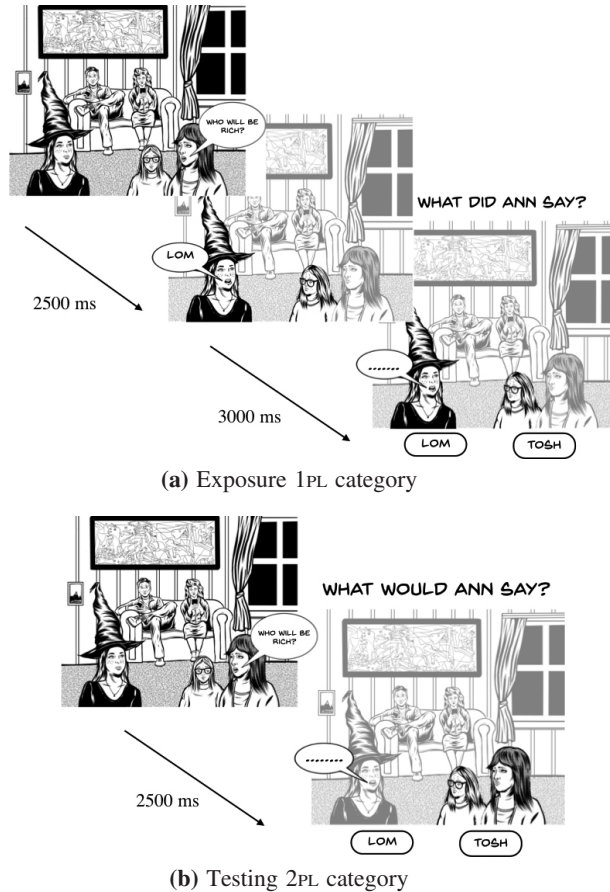 WHO WILL BE
RICH?
WHAT DID ANN SAY?
LOM
2500 ms
........
3000 ms
LOM
TOSH
(a) Exposure 1PL category
WHAT WOULD ANN SAY?
WHO WILL BE
RICH?
.........
2500 ms
LOM
TOSH
(b) Testing 2PL category